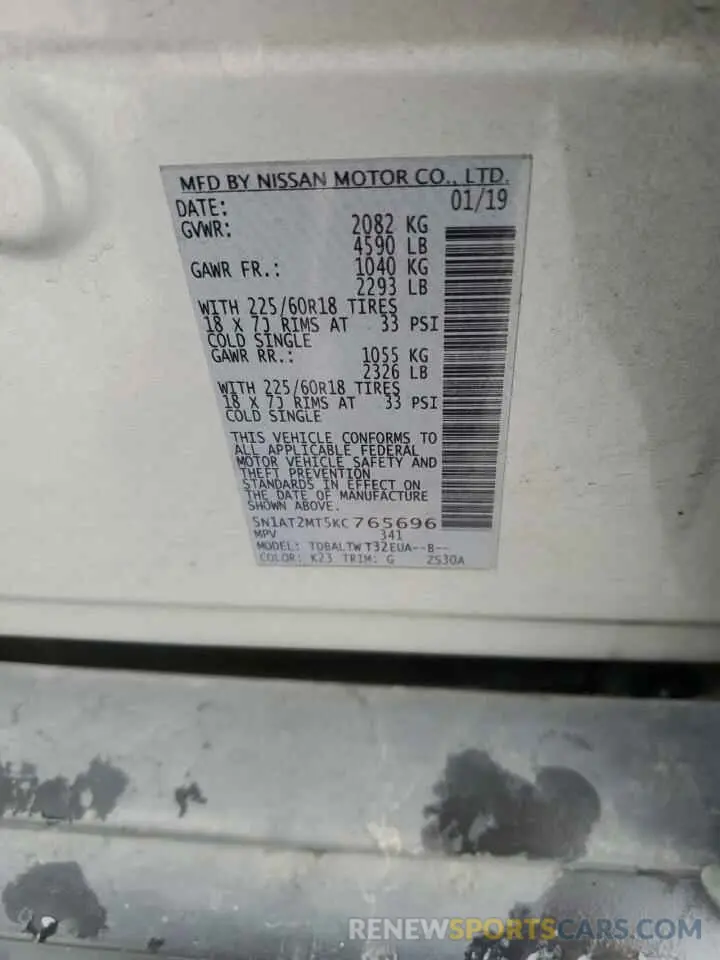 MFD BY NISSAN MOTOR CO., LTD.
DATE: 01/19
GVWR: 2082 KG
4590 LB
GAWR FR.: 1040 KG
2293 LB
WITH 225/60R18 TIRES
18 X 7J RIMS AT 33 PSI
COLD SINGLE
GAWR RR.: 1055 KG
2326 LB
WITH 225/60R18 TIRES
18 X 7J RIMS AT 33 PSI
COLD SINGLE
THIS VEHICLE CONFORMS TO
ALL APPLICABLE FEDERAL
MOTOR VEHICLE SAFETY AND
THEFT PREVENTION
STANDARDS IN EFFECT ON
THE DATE OF MANUFACTURE
SHOWN ABOVE.
5N1AT2MT5KC765696
MPV 341
MODEL: TDBALTWT32EUA--B--
COLOR: K23 TRIM: G 2S30A
RENEWSPORTSCARS.COM